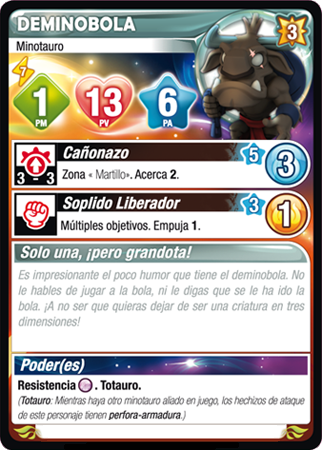 DEMINOBOLA
3
Minotauro
7
1
PM
13
PV
6
PA
Cañonazo
5
3
3 - 3
Zona « Martillo». Acerca 2.
Soplido Liberador
3
1
Múltiples objetivos. Empuja 1.
Solo una, ¡pero grandota!
Es impresionante el poco humor que tiene el deminobola. No
le hables de jugar a la bola, ni le digas que se le ha ido la
bola. ¡A no ser que quieras dejar de ser una criatura en tres
dimensiones!
Poder(es)
Resistencia . Totauro.
(Totauro: Mientras haya otro minotauro aliado en juego, los hechizos de ataque
de este personaje tienen perfora-armadura.)